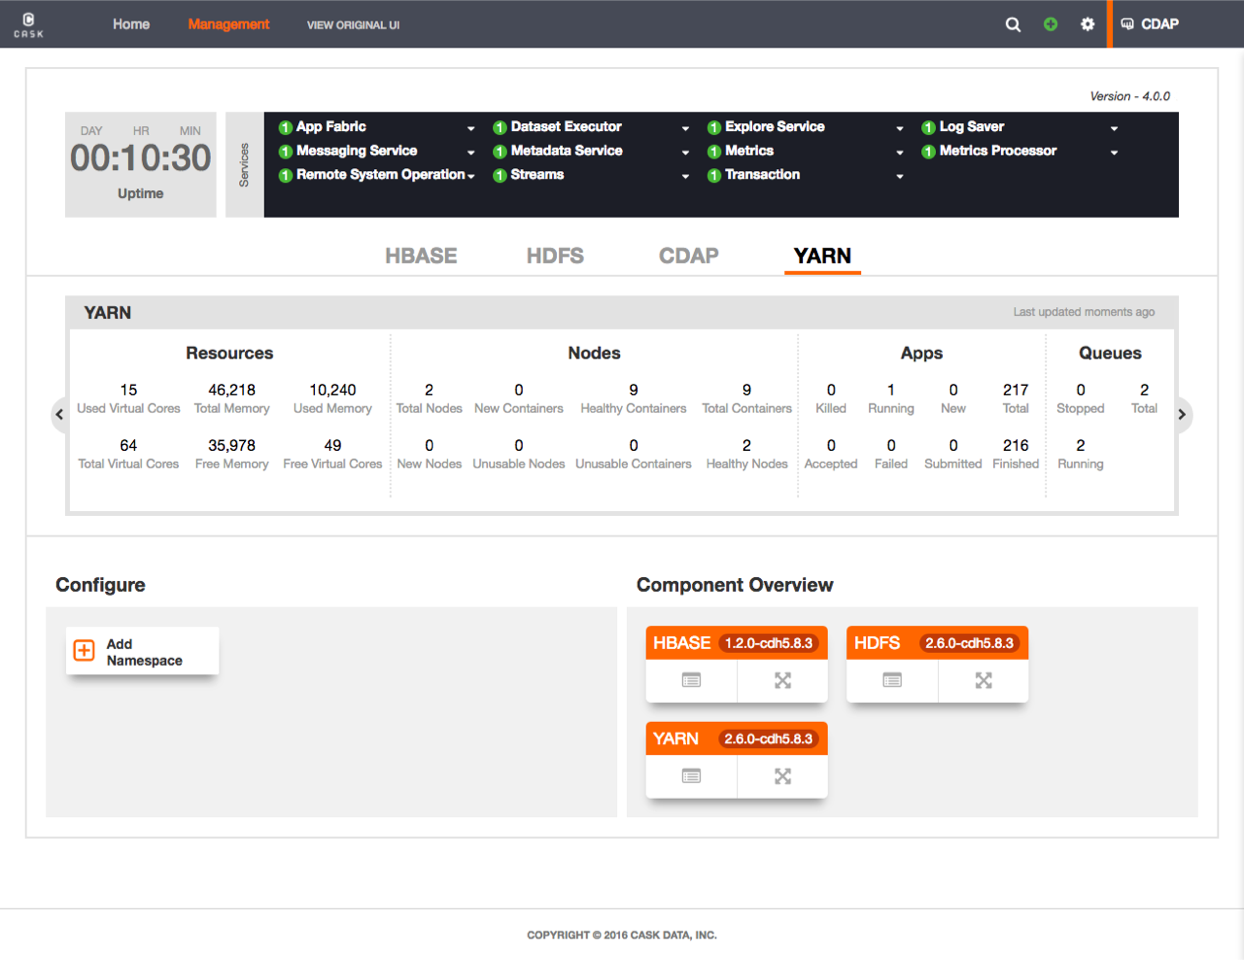 CASK
Home
Management
VIEW ORIGINAL UI
CDAP
Version - 4.0.0
DAY HR MIN
00:10:30
Uptime
Services
1 App Fabric
1 Dataset Executor
1 Explore Service
1 Log Saver
1 Messaging Service
1 Metadata Service
1 Metrics
1 Metrics Processor
1 Remote System Operation
1 Streams
1 Transaction
HBASE
HDFS
CDAP
YARN
YARN
Last updated moments ago
Resources
Nodes
Apps
Queues
15 46,218 10,240 2 0 9 9 0 1 0 217 0 2
Used Virtual Cores Total Memory Used Memory Total Nodes New Containers Healthy Containers Total Containers Killed Running New Total Stopped Total
64 35,978 49 0 0 0 2 0 0 0 216 2
Total Virtual Cores Free Memory Free Virtual Cores New Nodes Unusable Nodes Unusable Containers Healthy Nodes Accepted Failed Submitted Finished Running
Configure
Component Overview
Add
Namespace
HBASE 1.2.0-cdh5.8.3
HDFS 2.6.0-cdh5.8.3
YARN 2.6.0-cdh5.8.3
COPYRIGHT © 2016 CASK DATA, INC.